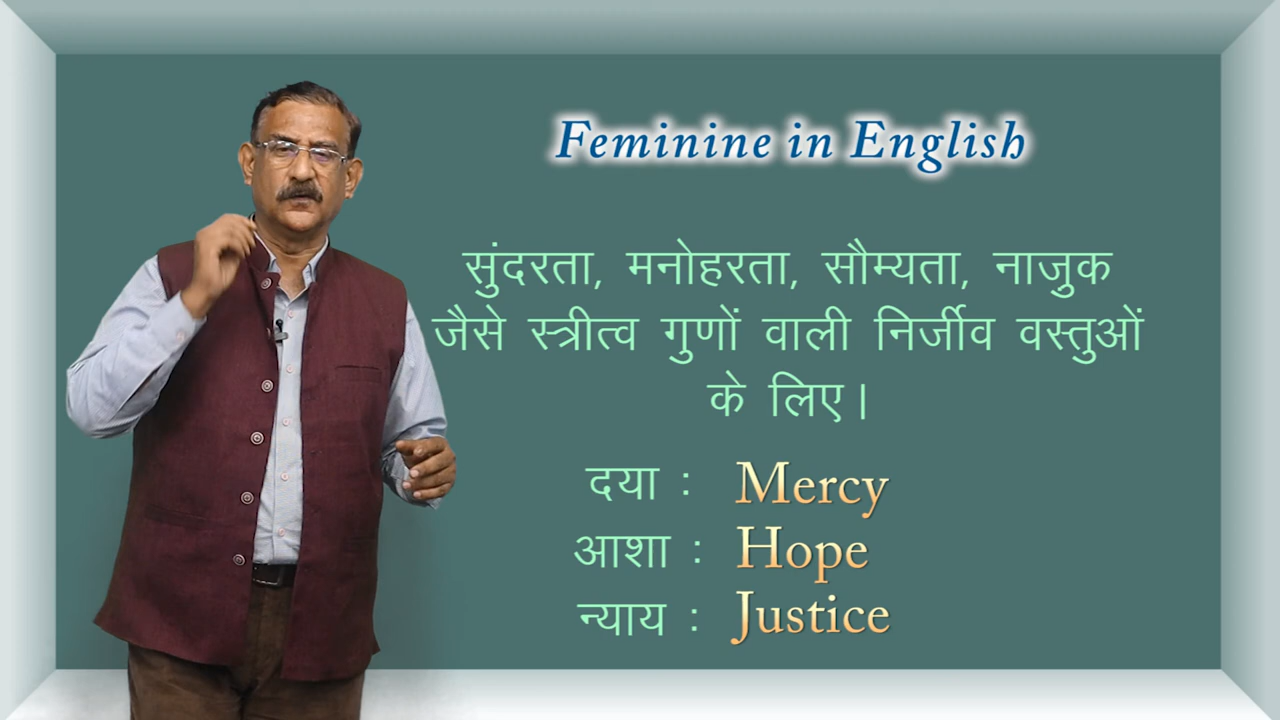 Feminine in English
सुंदरता, मनोहरता, सौम्यता, नाजुक
जैसे स्त्रीत्व गुणों वाली निर्जीव वस्तुओं
के लिए।
दया : Mercy
आशा : Hope
न्याय : Justice